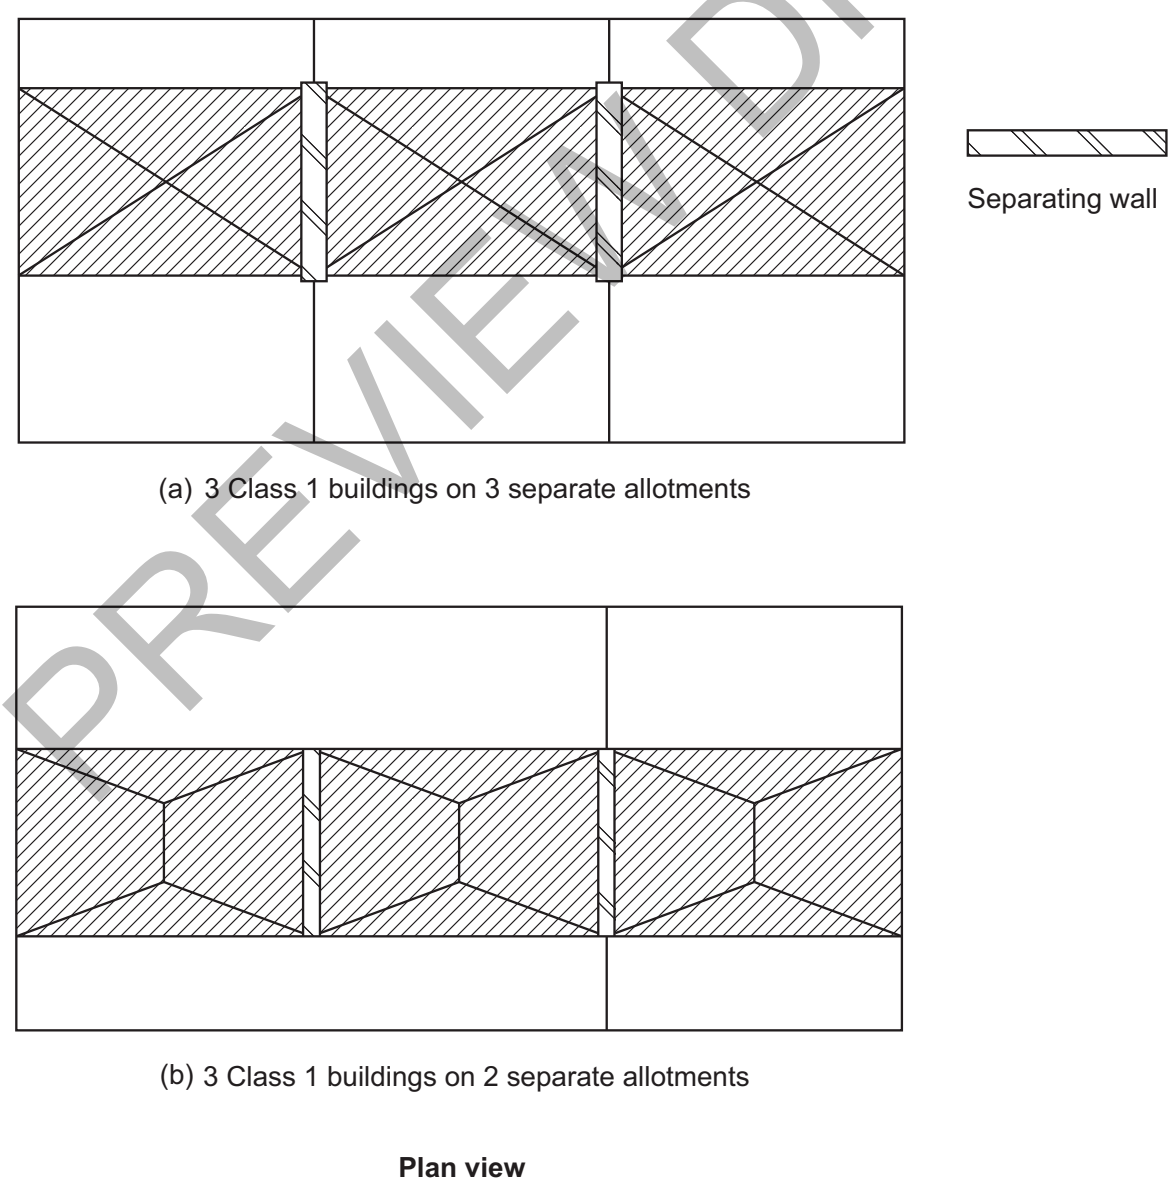 Separating wall
(a) 3 Class 1 buildings on 3 separate allotments
(b) 3 Class 1 buildings on 2 separate allotments
Plan view
PREVIEW